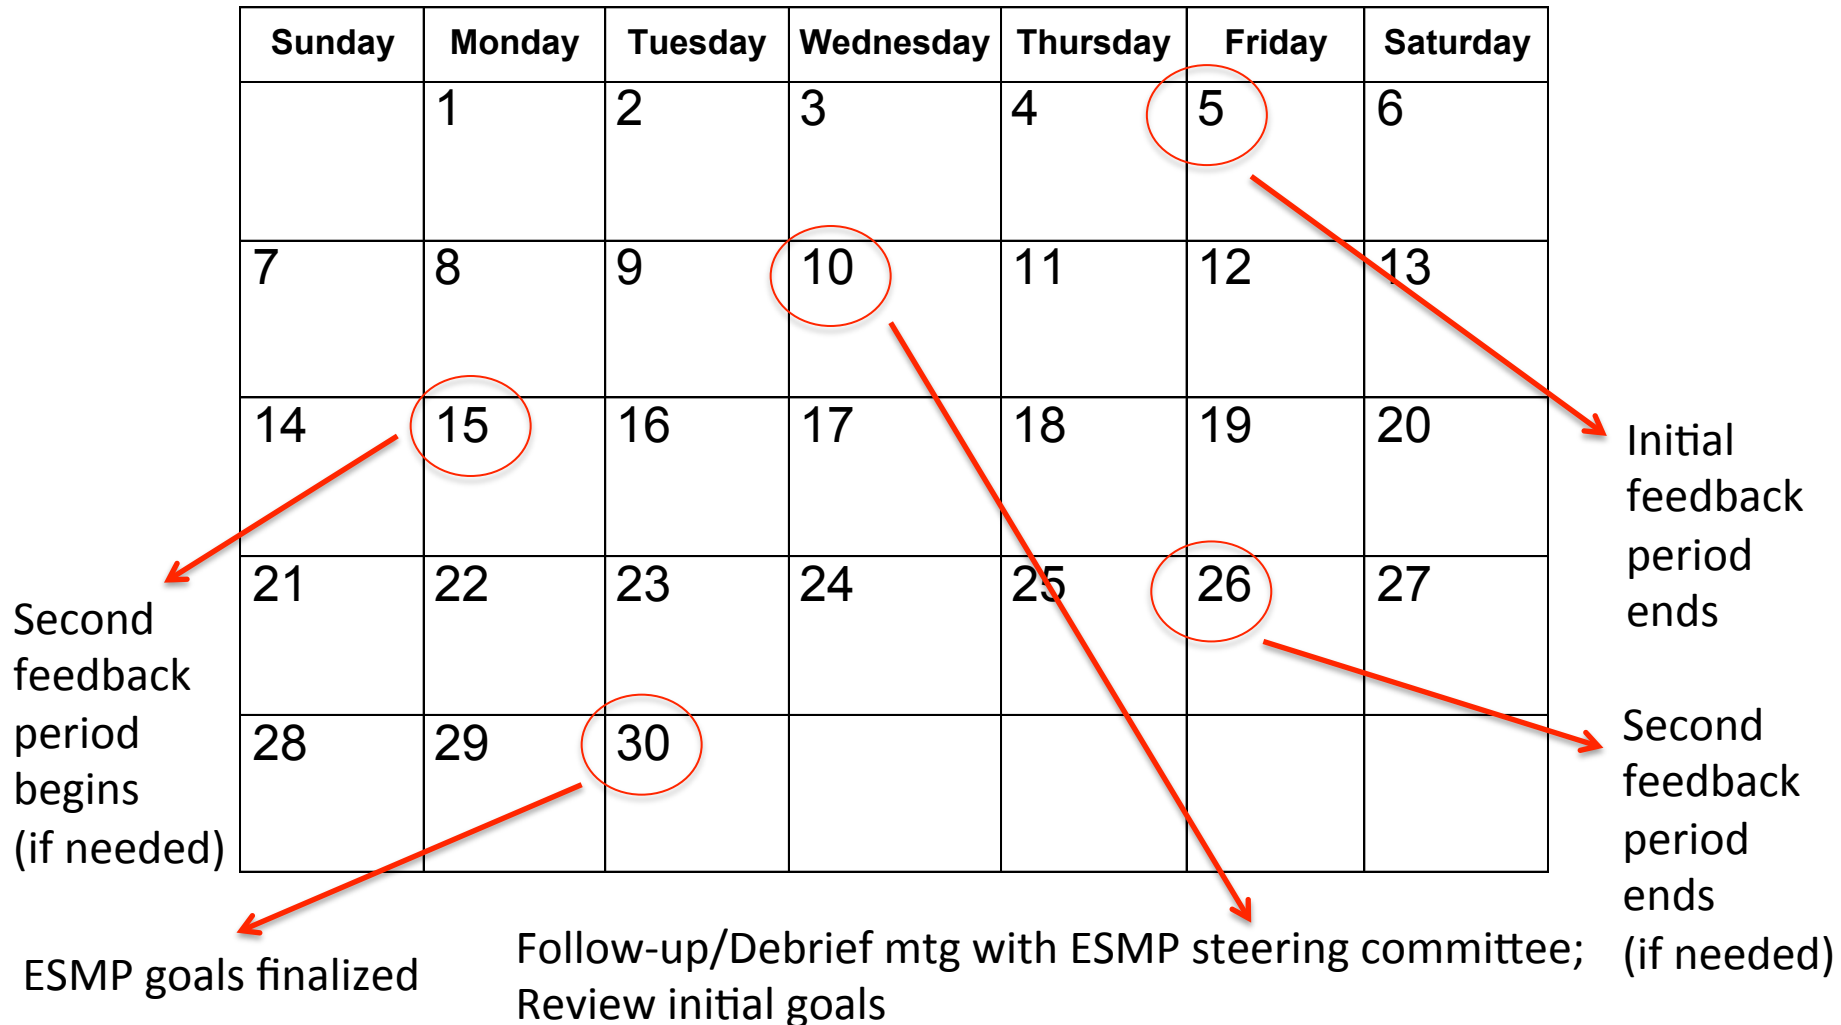 Sunday Monday Tuesday Wednesday Thursday Friday Saturday
1 2 3 4 5 6
7 8 9 10 11 12 13
14 15 16 17 18 19 20
21 22 23 24 25 26 27
28 29 30
Initial
feedback
period
ends
Second
feedback
period
begins
(if needed)
Second
feedback
period
ends
(if needed)
ESMP goals finalized
Follow-up/Debrief mtg with ESMP steering committee;
Review initial goals